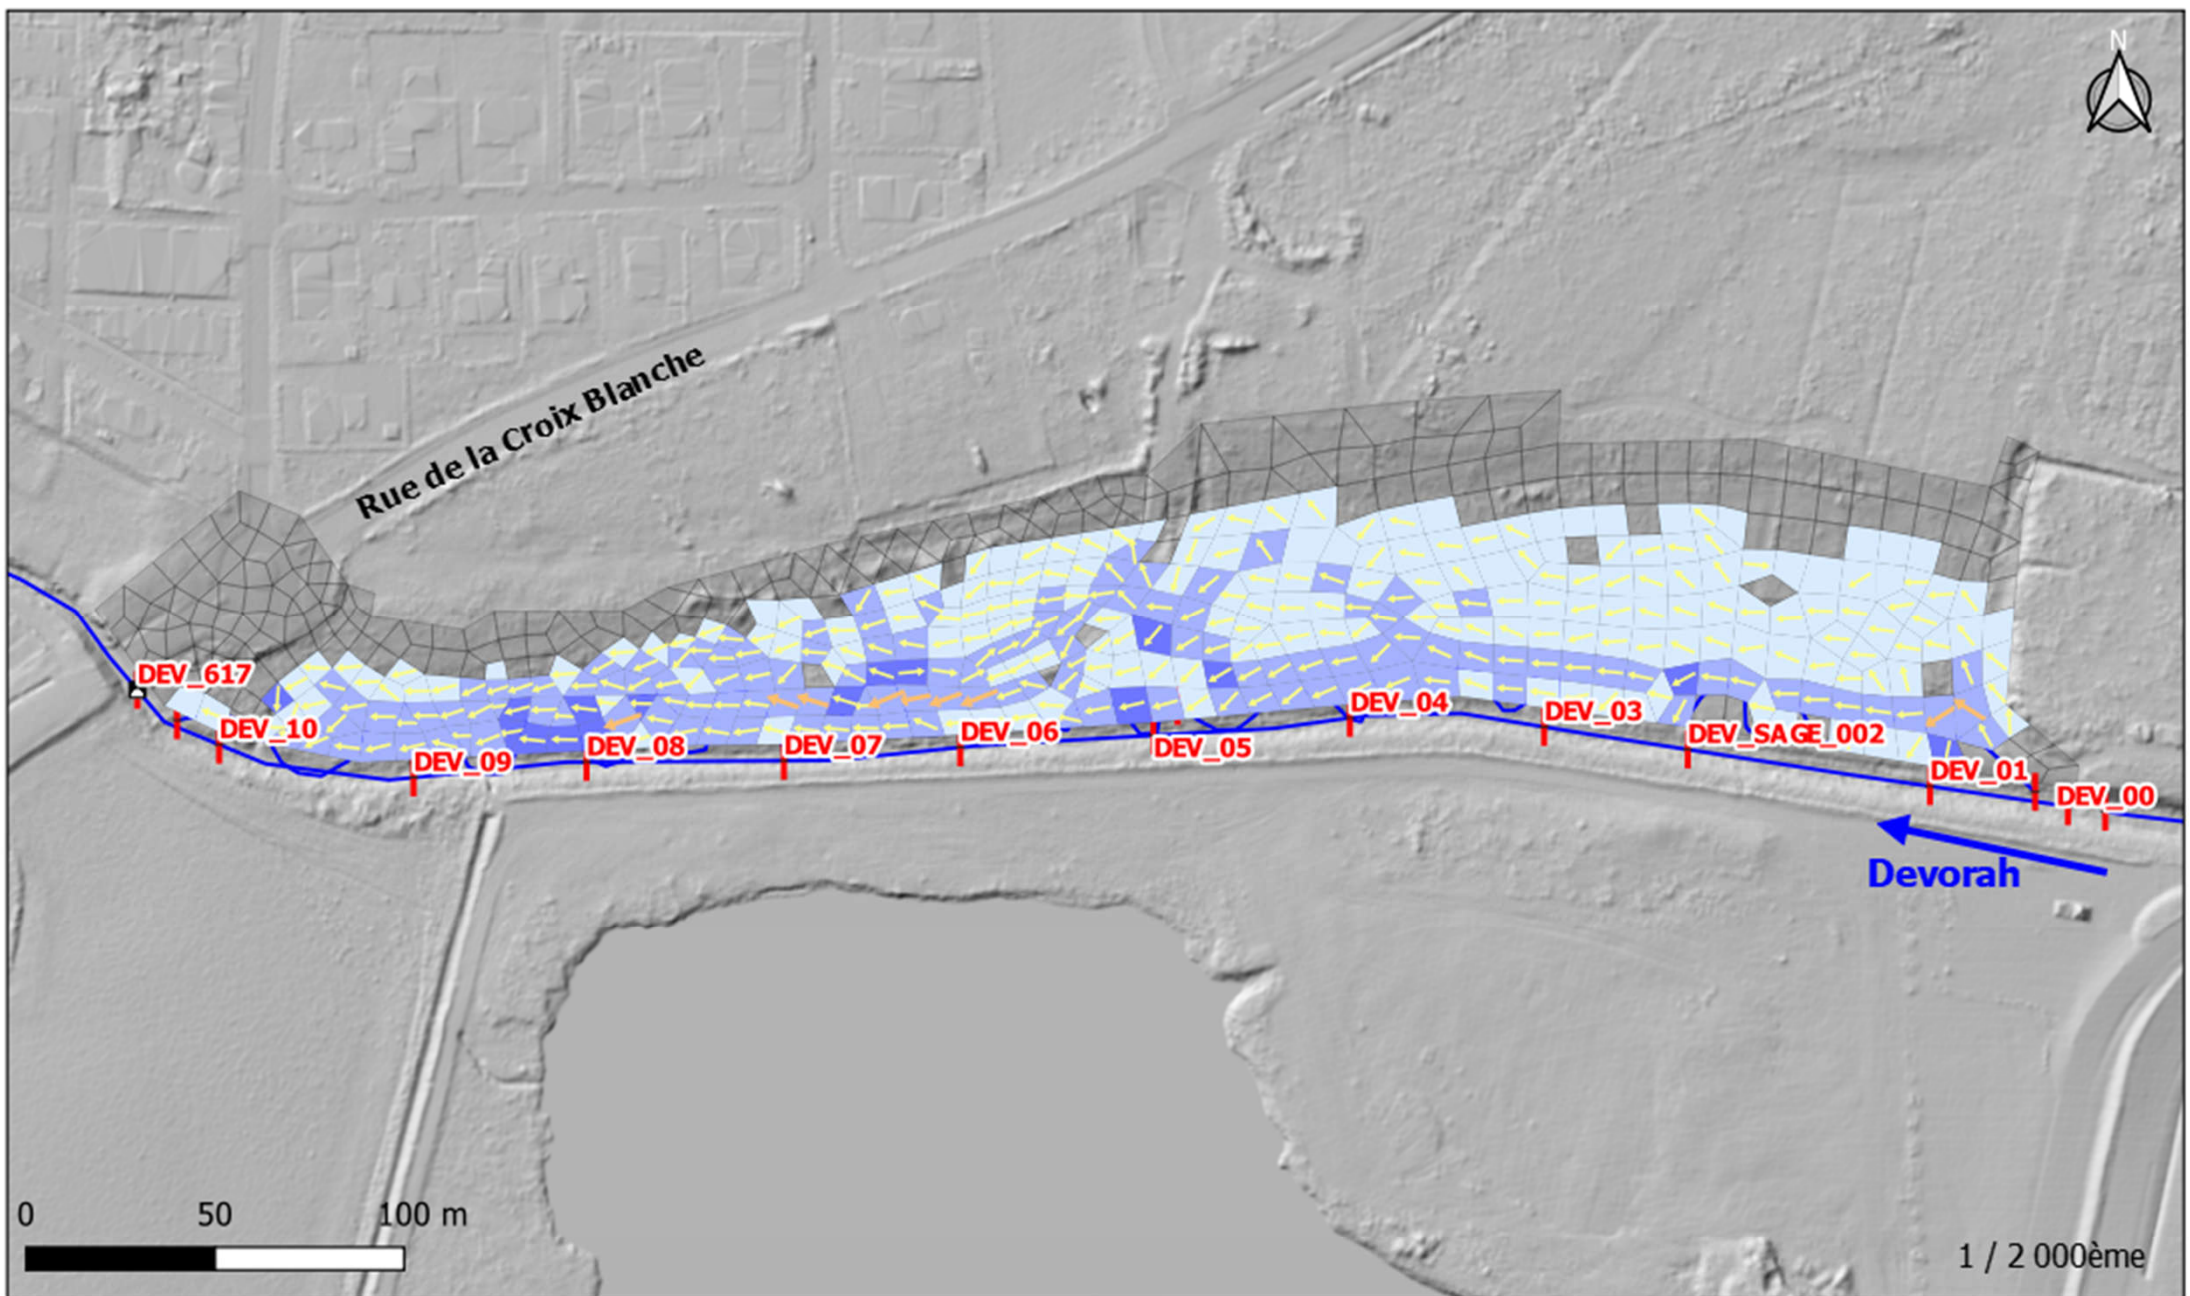 N
Rue de la Croix Blanche
DEV_617
DEV_10
DEV_09
DEV_08
DEV_07
DEV_06
DEV_05
DEV_04
DEV_03
DEV_SAGE_002
DEV_01
DEV_00
Devorah
0 50 100 m
1 / 2 000ème